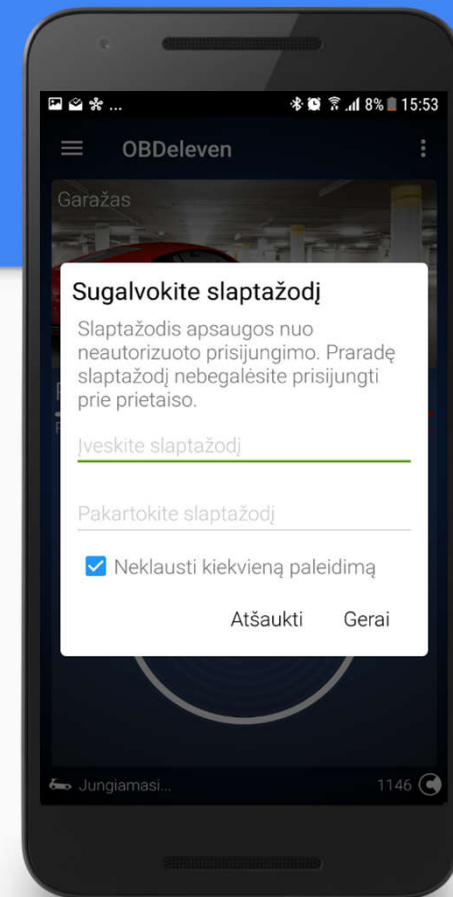 ... 8% 15:53
OBDeleven
Garažas
Sugalvokite slaptažodį
Slaptažodis apsaugos nuo
neautorizuoto prisijungimo. Praradę
slaptažodį nebegalėsite prisijungti
prie prietaiso.
Įveskite slaptažodį
Pakartokite slaptažodį
Neklausti kiekvieną paleidimą
Atšaukti Gerai
Jungiamasi... 1146